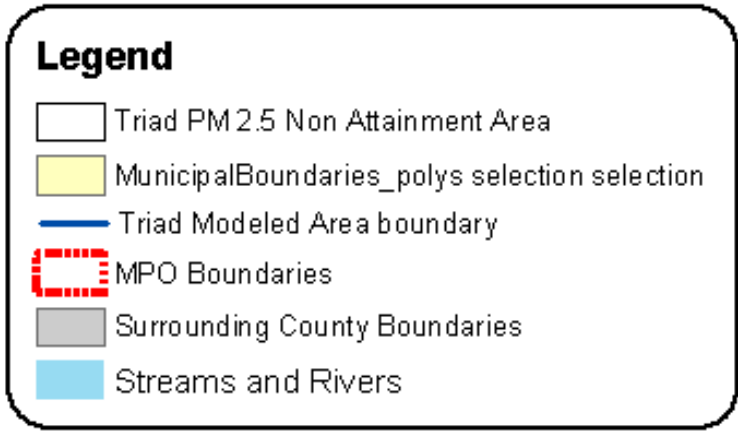 Legend
Triad PM 2.5 Non Attainment Area
MunicipalBoundaries_polys selection selection
Triad Modeled Area boundary
MPO Boundaries
Surrounding County Boundaries
Streams and Rivers